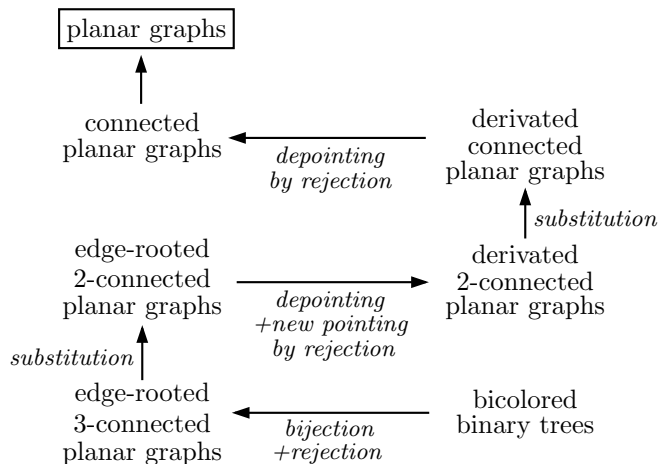 planar graphs
connected
planar graphs
depointing
by rejection
derivated
connected
planar graphs
substitution
edge-rooted
2-connected
planar graphs
depointing
+new pointing
by rejection
derivated
2-connected
planar graphs
substitution
edge-rooted
3-connected
planar graphs
bijection
+rejection
bicolored
binary trees